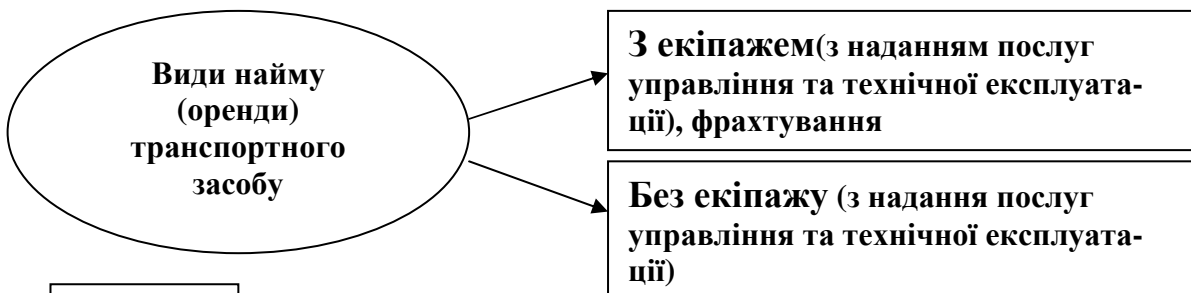 Види найму
(оренди)
транспортного
засобу
З екіпажем(з наданням послуг
управління та технічної експлуата-
ції), фрахтування
Без екіпажу (з надання послуг
управління та технічної експлуата-
ції)